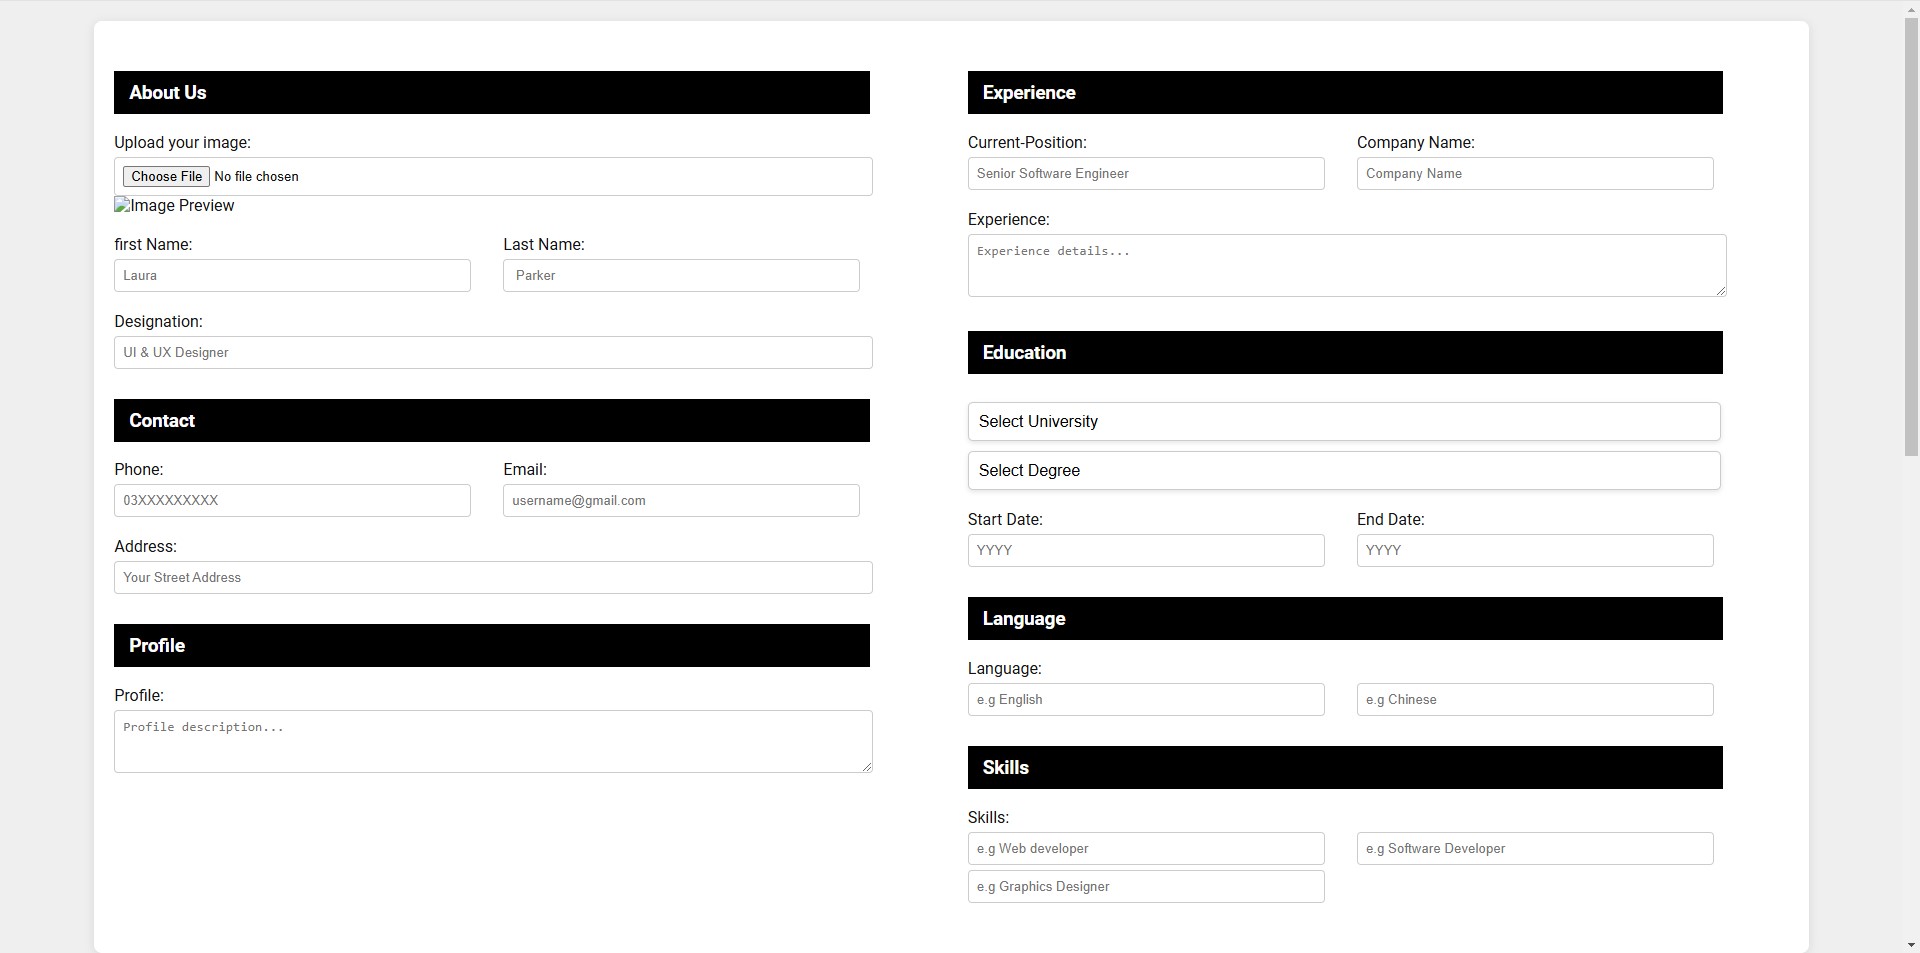 About Us
Upload your image:
Choose File No file chosen
Image Preview
first Name:
Last Name:
Laura
Parker
Designation:
UI & UX Designer
Contact
Phone:
Email:
03XXXXXXXXX
username@gmail.com
Address:
Your Street Address
Profile
Profile:
Profile description...
Experience
Current-Position:
Company Name:
Senior Software Engineer
Company Name
Experience:
Experience details...
Education
Select University
Select Degree
Start Date:
End Date:
YYYY
YYYY
Language
Language:
e.g English
e.g Chinese
Skills
Skills:
e.g Web developer
e.g Software Developer
e.g Graphics Designer